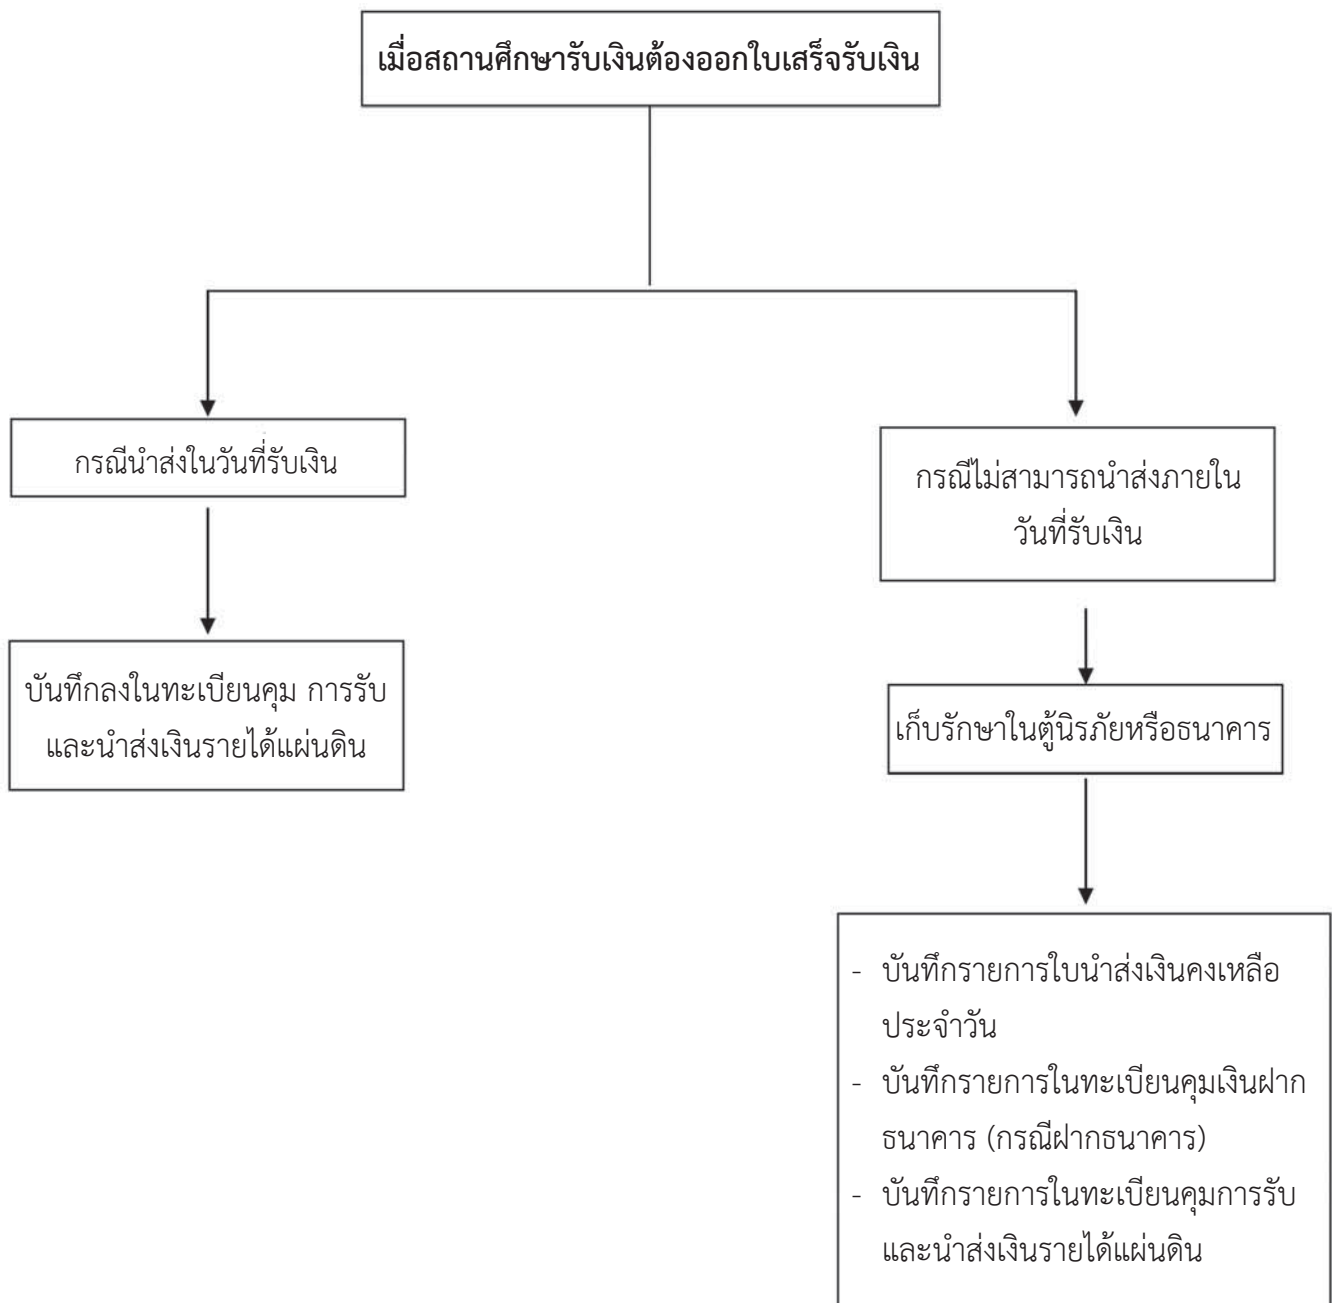 เมื่อสถานศึกษารับเงินต้องออกใบเสร็จรับเงิน
กรณีนำส่งในวันที่รับเงิน
บันทึกลงในทะเบียนคุม การรับ
และนำส่งเงินรายได้แผ่นดิน
กรณีไม่สามารถนำส่งภายใน
วันที่รับเงิน
เก็บรักษาในตู้นิรภัยหรือธนาคาร
- บันทึกรายการใบนำส่งเงินคงเหลือ
ประจำวัน
- บันทึกรายการในทะเบียนคุมเงินฝาก
ธนาคาร (กรณีฝากธนาคาร)
- บันทึกรายการในทะเบียนคุมการรับ
และนำส่งเงินรายได้แผ่นดิน